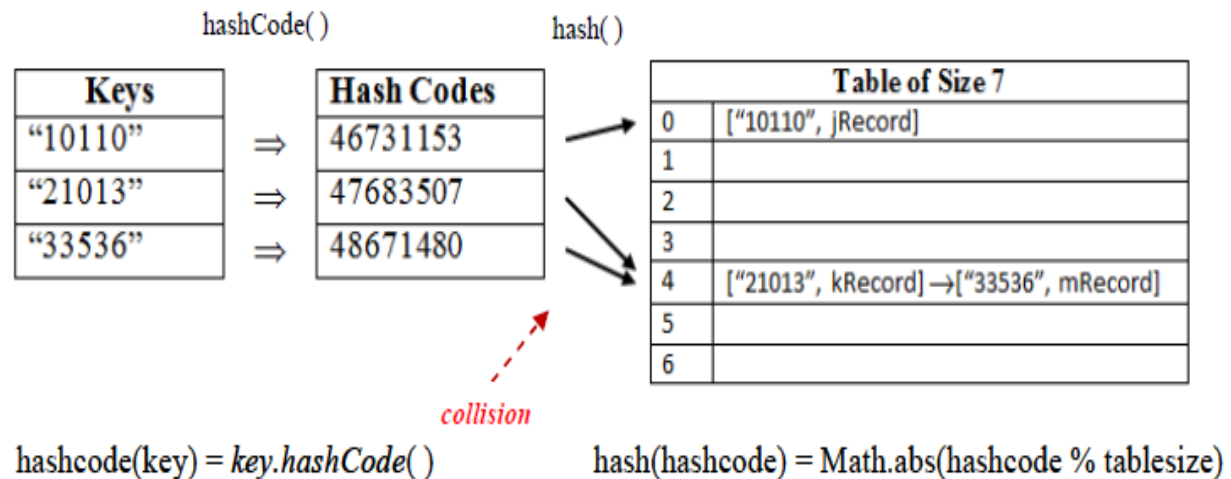 hashCode( ) hash( )
Keys
“10110”
“21013”
“33536”
⇒
⇒
⇒
Hash Codes
46731153
47683507
48671480
Table of Size 7
0 [“10110”, jRecord]
1
2
3
4 [“21013”, kRecord]→[“33536”, mRecord]
5
6
collision
hashcode(key) = key.hashCode( ) hash(hashcode) = Math.abs(hashcode % tablesize)